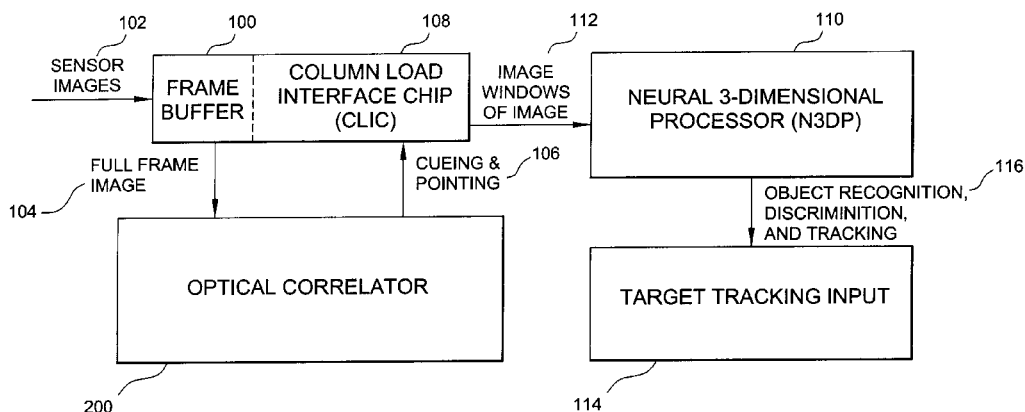 102
100
108
112
110
SENSOR
IMAGES
FRAME
BUFFER
COLUMN LOAD
INTERFACE CHIP
(CLIC)
IMAGE
WINDOWS
OF IMAGE
NEURAL 3-DIMENSIONAL
PROCESSOR (N3DP)
FULL FRAME
IMAGE
104
CUEING &
POINTING
106
OBJECT RECOGNITION,
DISCRIMINITION,
AND TRACKING
116
OPTICAL CORRELATOR
TARGET TRACKING INPUT
200
114